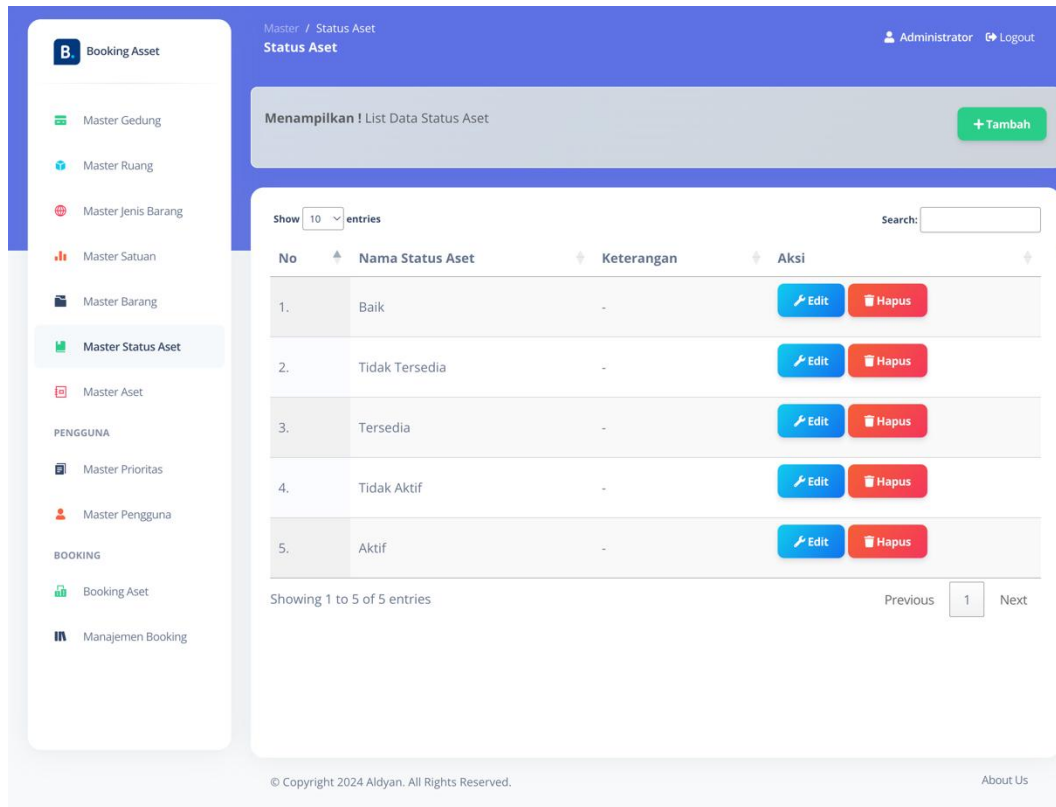 B. Booking Asset
Master Gedung
Master Ruang
Master Jenis Barang
Master Satuan
Master Barang
Master Status Aset
Master Aset
PENGGUNA
Master Prioritas
Master Pengguna
BOOKING
Booking Aset
Manajemen Booking
Master / Status Aset
Status Aset
Administrator Logout
Menampilkan ! List Data Status Aset
+ Tambah
Show 10 entries Search:
No Nama Status Aset Keterangan Aksi
1. Baik - Edit Hapus
2. Tidak Tersedia - Edit Hapus
3. Tersedia - Edit Hapus
4. Tidak Aktif - Edit Hapus
5. Aktif - Edit Hapus
Showing 1 to 5 of 5 entries Previous 1 Next
© Copyright 2024 Aldyan. All Rights Reserved. About Us